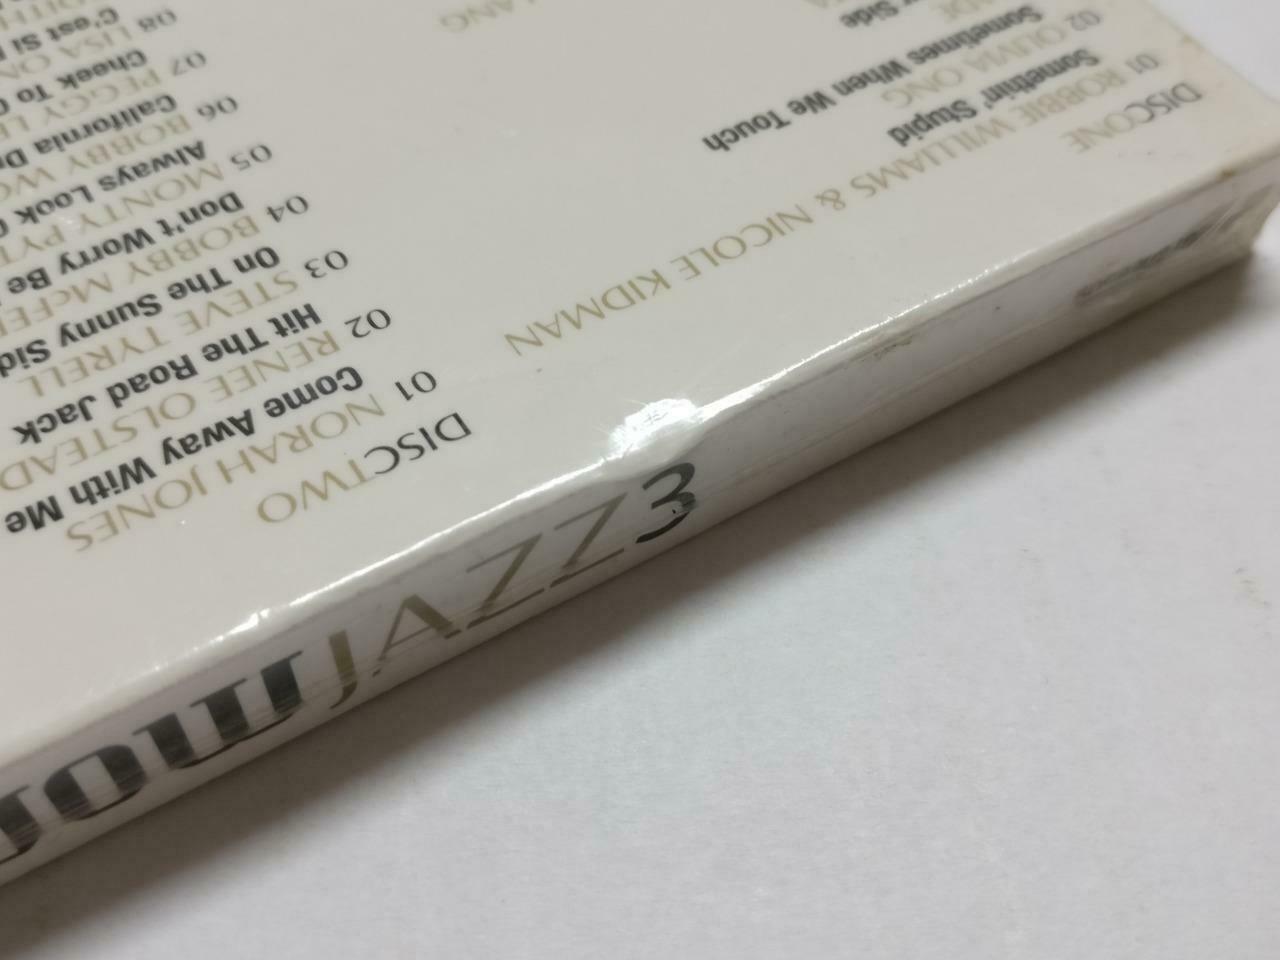 DISCONE
01 ROBBIE WILLIAMS & NICOLE KIDMAN
Somethin' Stupid
02 OLIVIA ONG
Sometimes When We Touch
Side
LANG
DISCTWO
01 NORAH JONES
Come Away With Me
02 RENEE OLSTEAD
Hit The Road Jack
03 STEVE TYRELL
On The Sunny Sid
04 BOBBY McFE
Don't Worry Be
05 MONTY PYT
Always Look
06 BOBBY WO
California D
07 PEGGY LE
Cheek To
08 LISA ON
C'est Si
JAZZ3